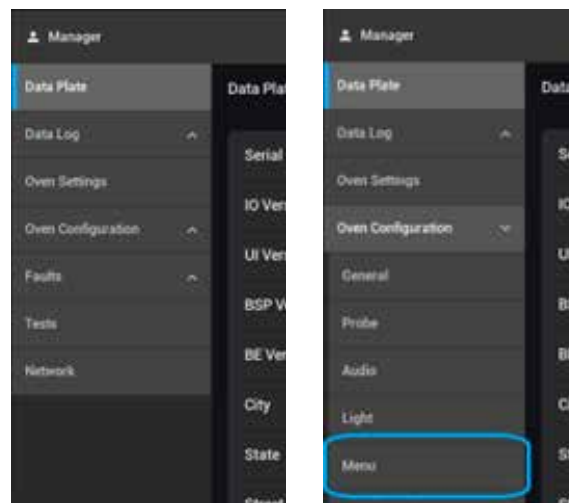 Manager
Data Plate
Data Log
Oven Settings
Oven Configuration
Faults
Tests
Network
Data Pla
Serial
IO Ver
UI Ver
BSP V
BE Ver
City
State
Street
Manager
Data Plate
Data Log
Oven Settings
Oven Configuration
General
Probe
Audio
Light
Menu
Data